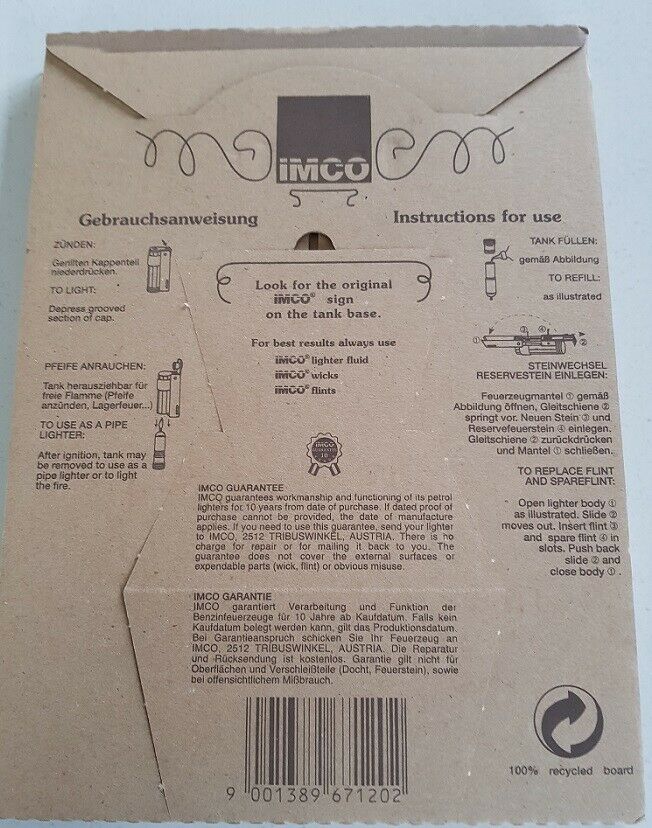 IMCO
Gebrauchsanweisung
ZÜNDEN:
Gerillten Kappenteil
niederdrücken.
TO LIGHT:
Depress grooved
section of cap.
PFEIFE ANRAUCHEN:
Tank herausziehbar für
freie Flamme (Pfeife
anzünden, Lagerfeuer...)
TO USE AS A PIPE
LIGHTER:
After ignition, tank may
be removed to use as a
pipe lighter or to light
the fire.
Look for the original
IMCO® sign
on the tank base.
For best results always use
IMCO® lighter fluid
IMCO® wicks
IMCO® flints
IMCO
GUARANTEE
10
Instructions for use
TANK FÜLLEN:
gemäß Abbildung
TO REFILL:
as illustrated
① ③ ④ ②
STEINWECHSEL
RESERVESTEIN EINLEGEN:
Feuerzeugmantel ① gemäß
Abbildung öffnen, Gleitschiene ②
springt vor. Neuen Stein ③ und
Reservefeuerstein ④ einlegen.
Gleitschiene ② zurückdrücken
und Mantel ① schließen.
TO REPLACE FLINT
AND SPAREFLINT:
Open lighter body ①
as illustrated. Slide ②
moves out. Insert flint ③
and spare flint ④ in
slots. Push back
slide ② and
close body ①.
IMCO GUARANTEE
IMCO guarantees workmanship and functioning of its petrol
lighters for 10 years from date of purchase. If dated proof of
purchase cannot be provided, the date of manufacture
applies. If you need to use this guarantee, send your lighter
to IMCO, 2512 TRIBUSWINKEL, AUSTRIA. There is no
charge for repair or for mailing it back to you. The
guarantee does not cover the external surfaces or
expendable parts (wick, flint) or obvious misuse.
IMCO GARANTIE
IMCO garantiert Verarbeitung und Funktion der
Benzinfeuerzeuge für 10 Jahre ab Kaufdatum. Falls kein
Kaufdatum belegt werden kann, gilt das Produktionsdatum.
Bei Garantieanspruch schicken Sie Ihr Feuerzeug an
IMCO, 2512 TRIBUSWINKEL, AUSTRIA. Die Reparatur
und -Rücksendung ist kostenlos. Garantie gilt nicht für
Oberflächen und Verschleißteile (Docht, Feuerstein), sowie
bei offensichtlichem Mißbrauch.
9 001389 671202
100% recycled board